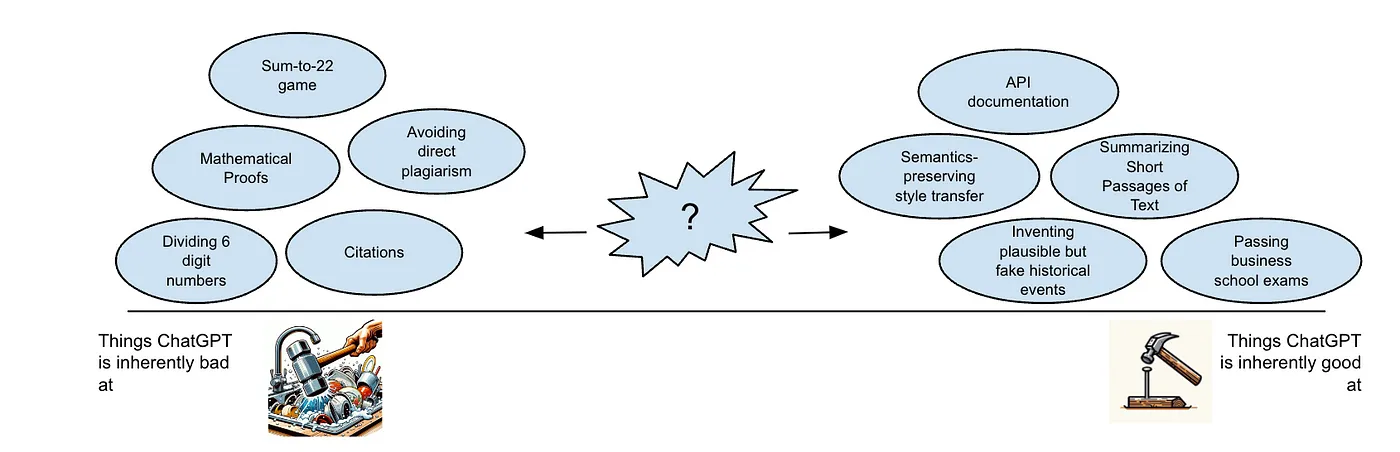 Sum-to-22
game
Mathematical
Proofs
Avoiding
direct
plagiarism
Dividing 6
digit
numbers
Citations
?
API
documentation
Semantics-
preserving
style transfer
Summarizing
Short
Passages of
Text
Inventing
plausible but
fake historical
events
Passing
business
school exams
Things ChatGPT
is inherently bad
at
Things ChatGPT
is inherently good
at